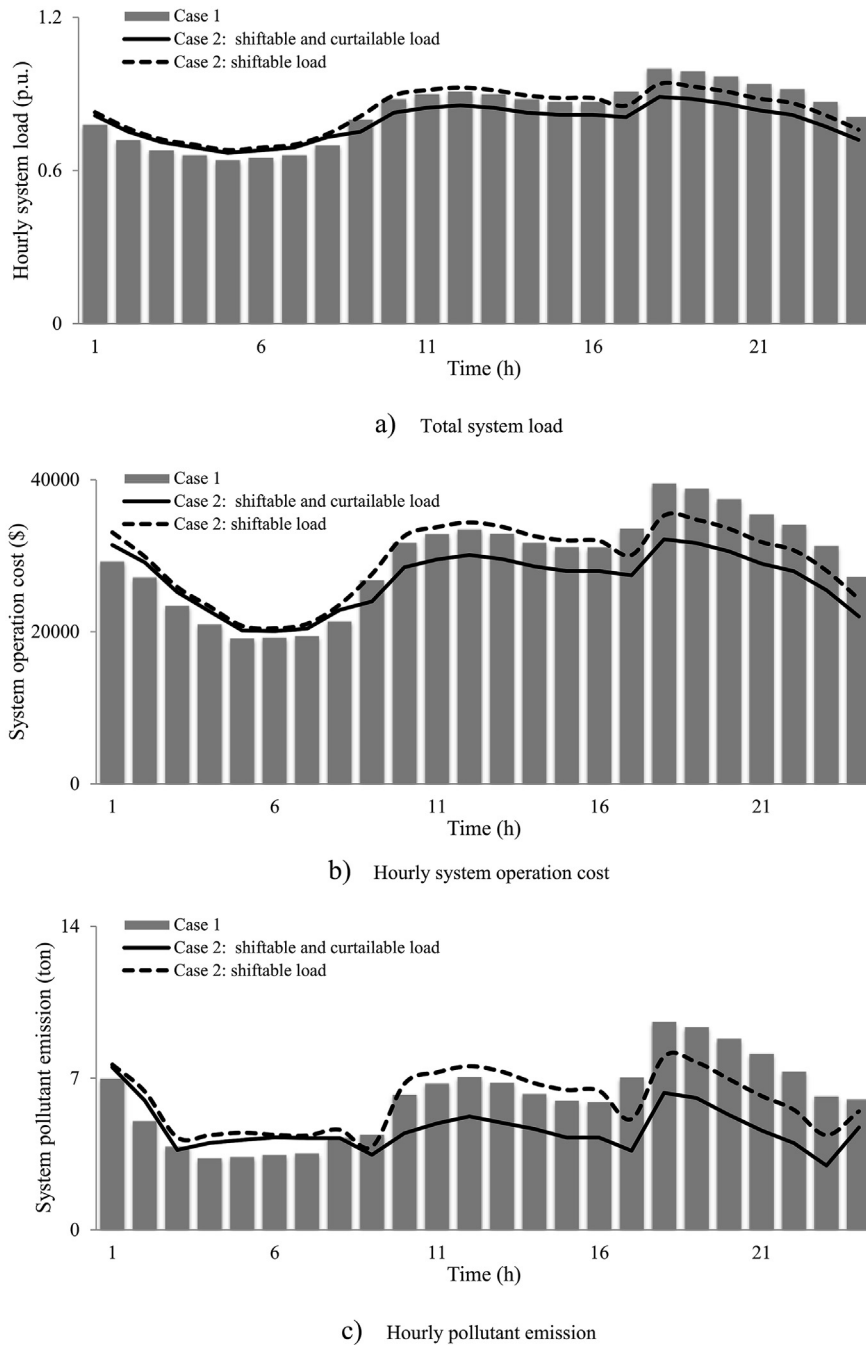 1.2
Case 1
Case 2: shiftable and curtailable load
Case 2: shiftable load
Hourly system load (p.u.)
0.6
0
1 6 11 16 21
Time (h)
a) Total system load
40000
Case 1
Case 2: shiftable and curtailable load
Case 2: shiftable load
System operation cost ($)
20000
0
1 6 11 16 21
Time (h)
b) Hourly system operation cost
14
Case 1
Case 2: shiftable and curtailable load
Case 2: shiftable load
System pollutant emission (ton)
7
0
1 6 11 16 21
Time (h)
c) Hourly pollutant emission